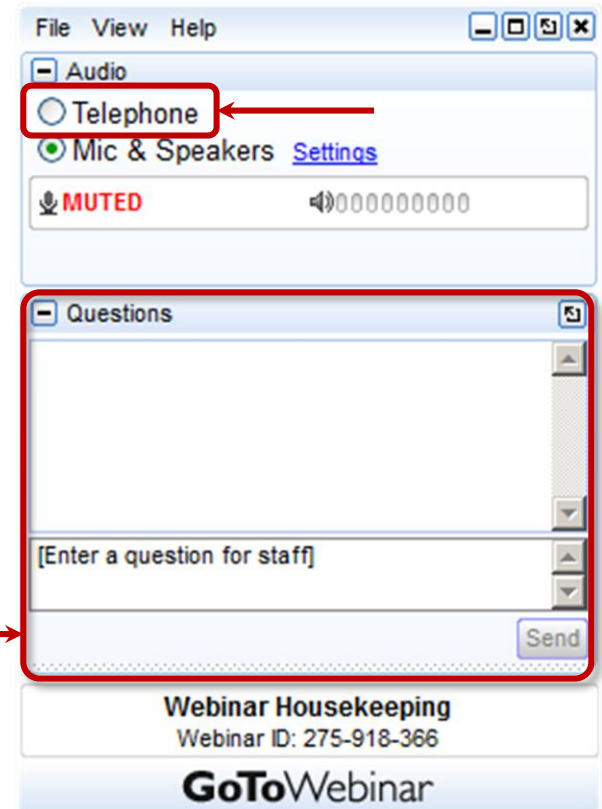 File View Help
Audio
Telephone
Mic & Speakers Settings
MUTED 000000000
Questions
[Enter a question for staff]
Send
Webinar Housekeeping
Webinar ID: 275-918-366
GoToWebinar